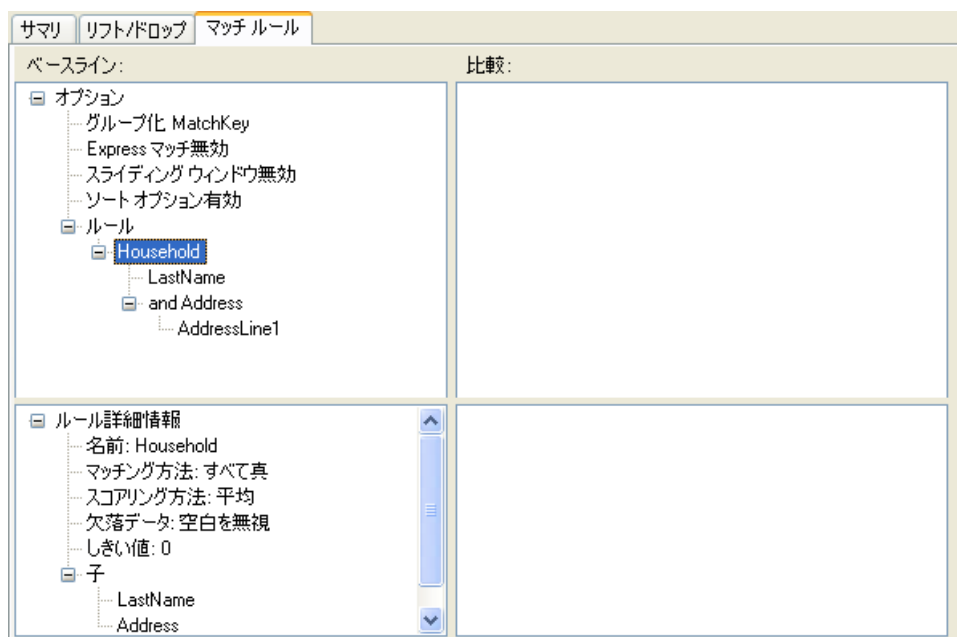 サマリ リフト/ドロップ マッチ ルール
ベースライン: 比較:
オプション
グループ化 MatchKey
Express マッチ無効
スライディング ウィンドウ無効
ソート オプション有効
ルール
Household
LastName
and Address
AddressLine1
ルール詳細情報
名前: Household
マッチング方法: すべて真
スコアリング方法: 平均
欠落データ: 空白を無視
しきい値: 0
子
LastName
Address